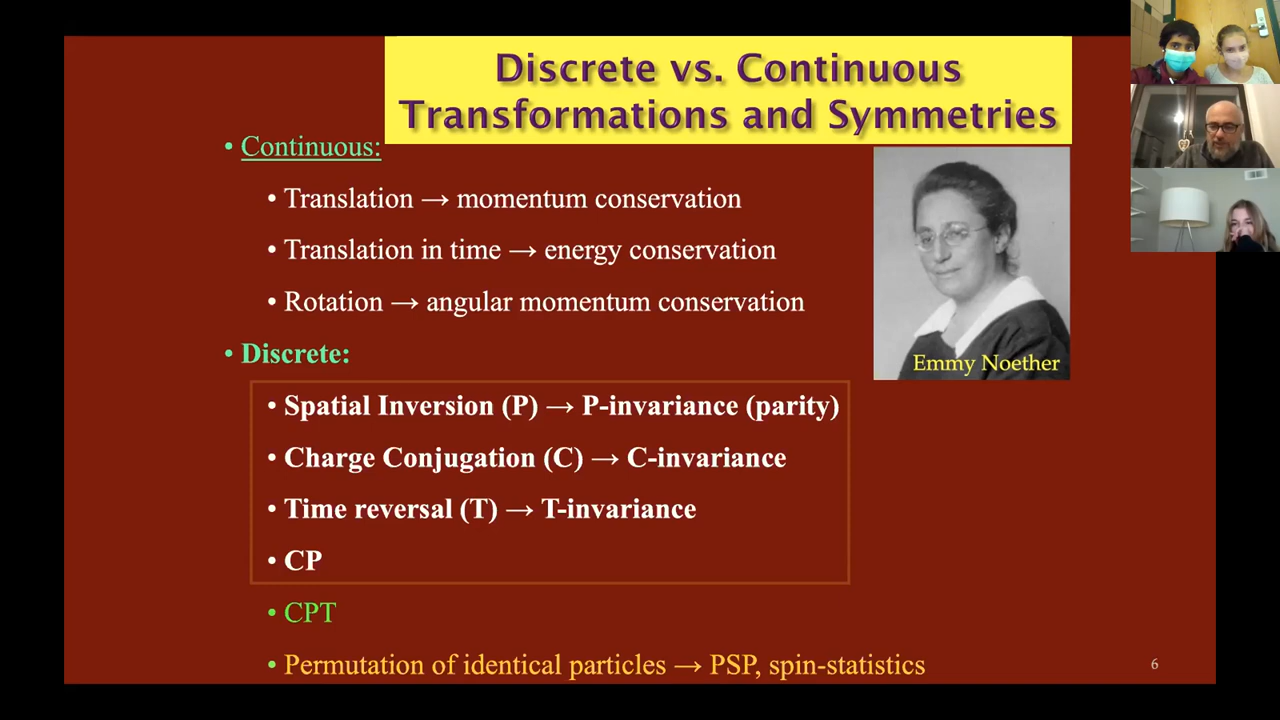 Discrete vs. Continuous
Transformations and Symmetries
• Continuous:
• Translation → momentum conservation
• Translation in time → energy conservation
• Rotation → angular momentum conservation
Emmy Noether
• Discrete:
• Spatial Inversion (P) → P-invariance (parity)
• Charge Conjugation (C) → C-invariance
• Time reversal (T) → T-invariance
• CP
• CPT
• Permutation of identical particles → PSP, spin-statistics
6